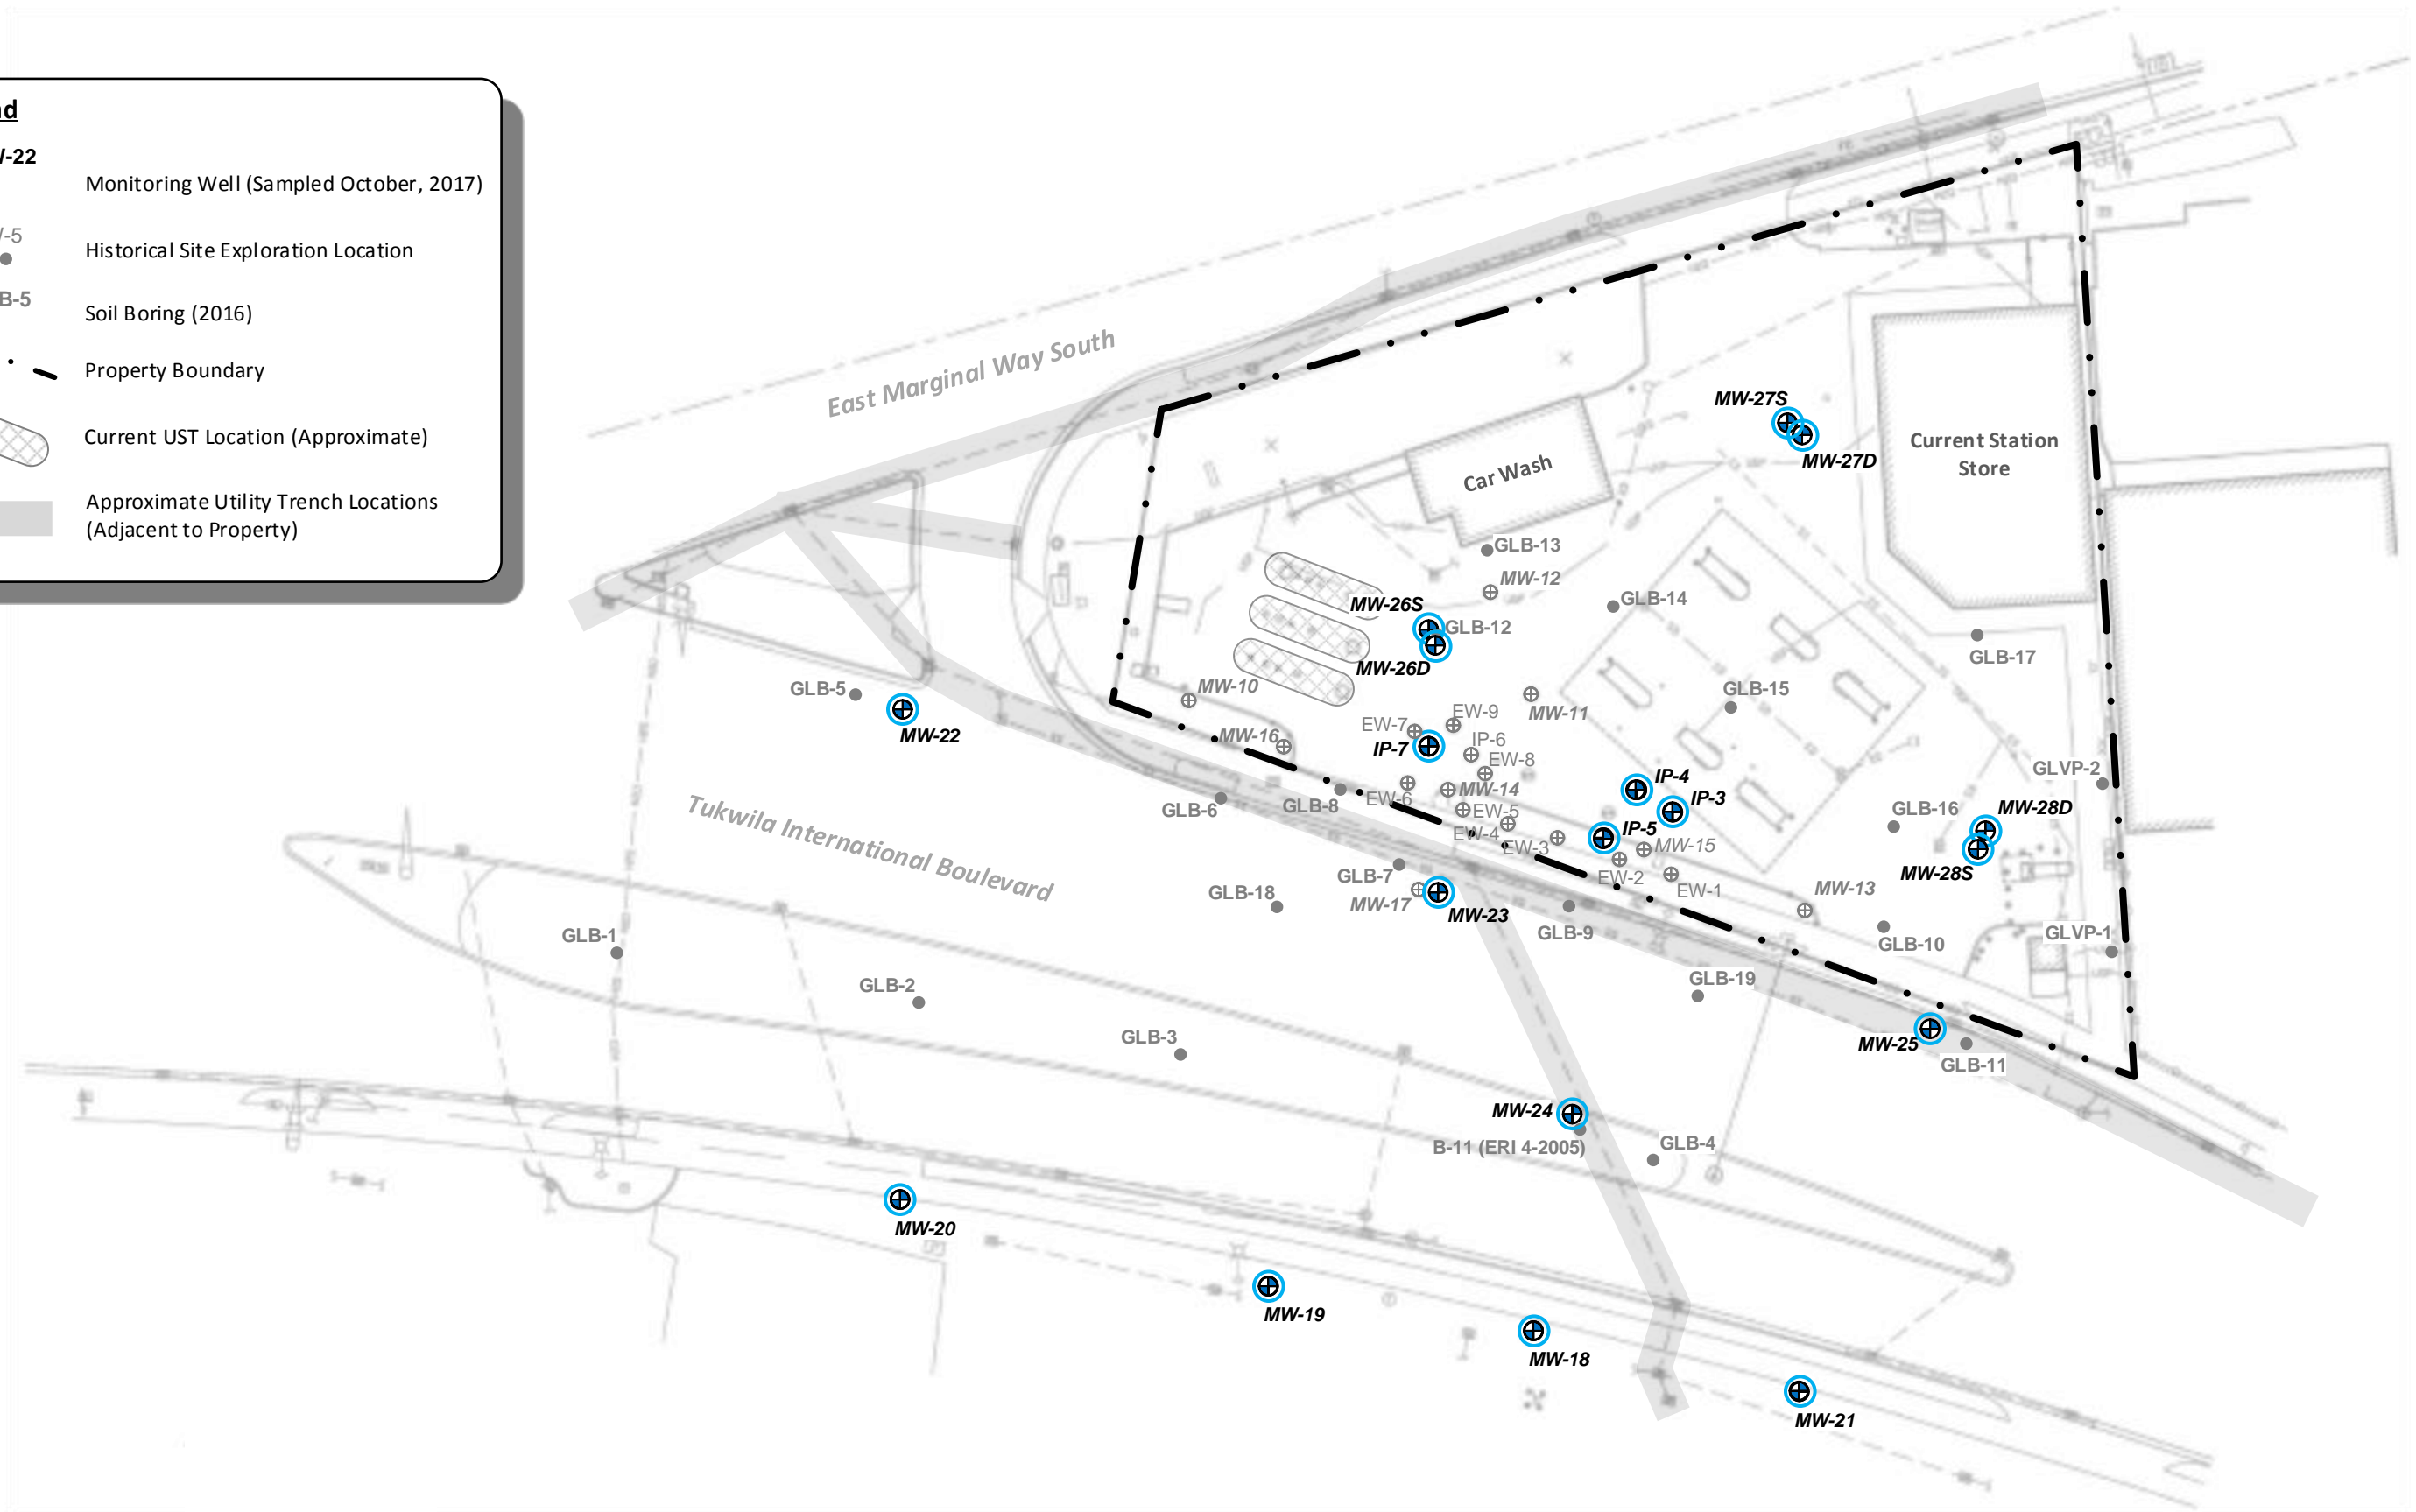 nd
V-22
Monitoring Well (Sampled October, 2017)
V-5
Historical Site Exploration Location
B-5
Soil Boring (2016)
Property Boundary
Current UST Location (Approximate)
Approximate Utility Trench Locations
(Adjacent to Property)
East Marginal Way South
MW-27S
MW-27D
Current Station
Store
Car Wash
GLB-13
MW-12
MW-26S
GLB-12
MW-26D
GLB-14
GLB-17
GLB-5
MW-22
MW-10
MW-16
MW-11
GLB-15
EW-9
EW-7
IP-7
IP-6
EW-8
IP-4
IP-3
GLVP-2
GLB-6
GLB-8
EW-6
MW-14
EW-5
EW-4
EW-3
IP-5
MW-15
GLB-16
MW-28D
MW-28S
Tukwila International Boulevard
GLB-7
GLB-18
MW-17
MW-23
EW-2
EW-1
MW-13
GLB-9
GLB-10
GLVP-1
GLB-1
GLB-2
GLB-3
GLB-19
MW-25
GLB-11
MW-24
B-11 (ERI 4-2005)
GLB-4
MW-20
MW-19
MW-18
MW-21